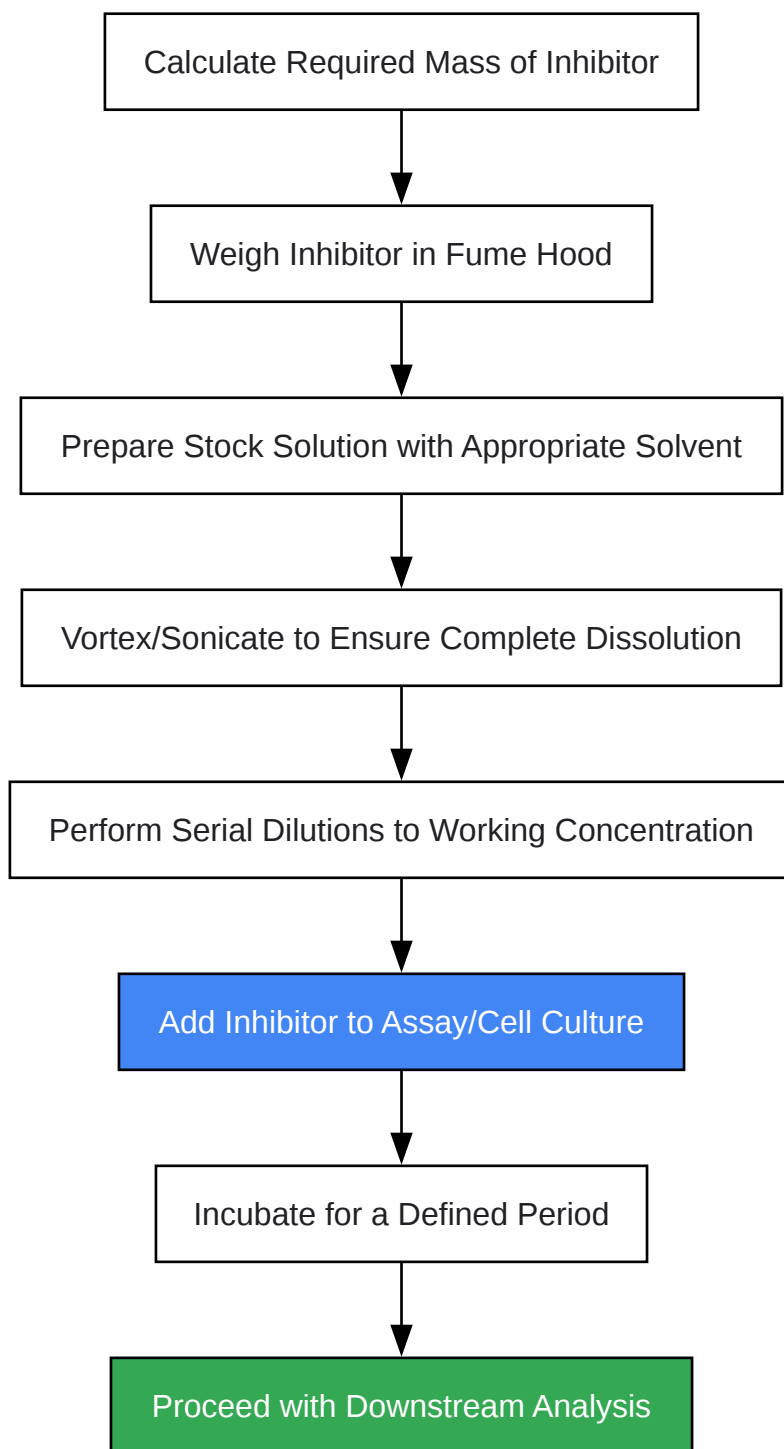 Calculate Required Mass of Inhibitor
Weigh Inhibitor in Fume Hood
Prepare Stock Solution with Appropriate Solvent
Vortex/Sonicate to Ensure Complete Dissolution
Perform Serial Dilutions to Working Concentration
Add Inhibitor to Assay/Cell Culture
Incubate for a Defined Period
Proceed with Downstream Analysis